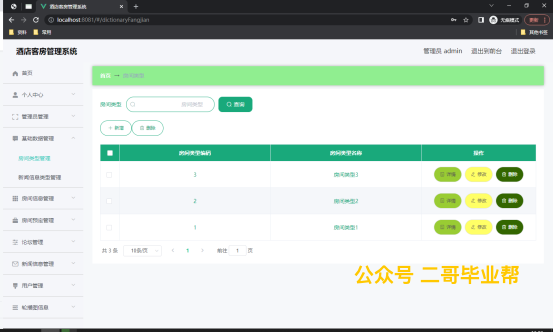 酒店客房管理系统
localhost:8081/#/dictionaryFangjian
无痕模式
更新
资料
常用
其他书签
酒店客房管理系统
管理员 admin
退出到前台
退出登录
首页
个人中心
管理员管理
基础数据管理
房间类型管理
新闻信息类型管理
房间信息管理
房间预定管理
论坛管理
新闻信息管理
用户管理
轮播图信息
首页
房间类型
房间类型
查询
+ 新增
删除
房间类型编码 房间类型名称 操作
3 房间类型3 详情 修改 删除
2 房间类型2 详情 修改 删除
1 房间类型1 详情 修改 删除
共 3 条 10条/页 1 前往 1 页
公众号 二哥毕业帮